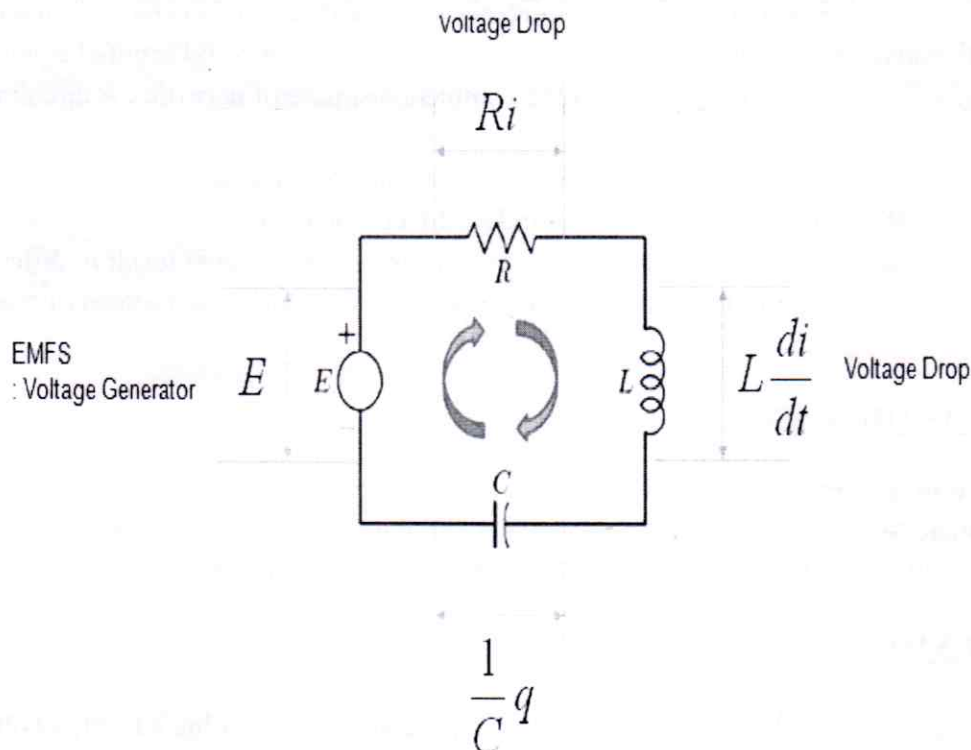 Voltage Drop
Ri
R
+
EMFS
: Voltage Generator
E
E
L
L di/dt
Voltage Drop
-
C
1/C q